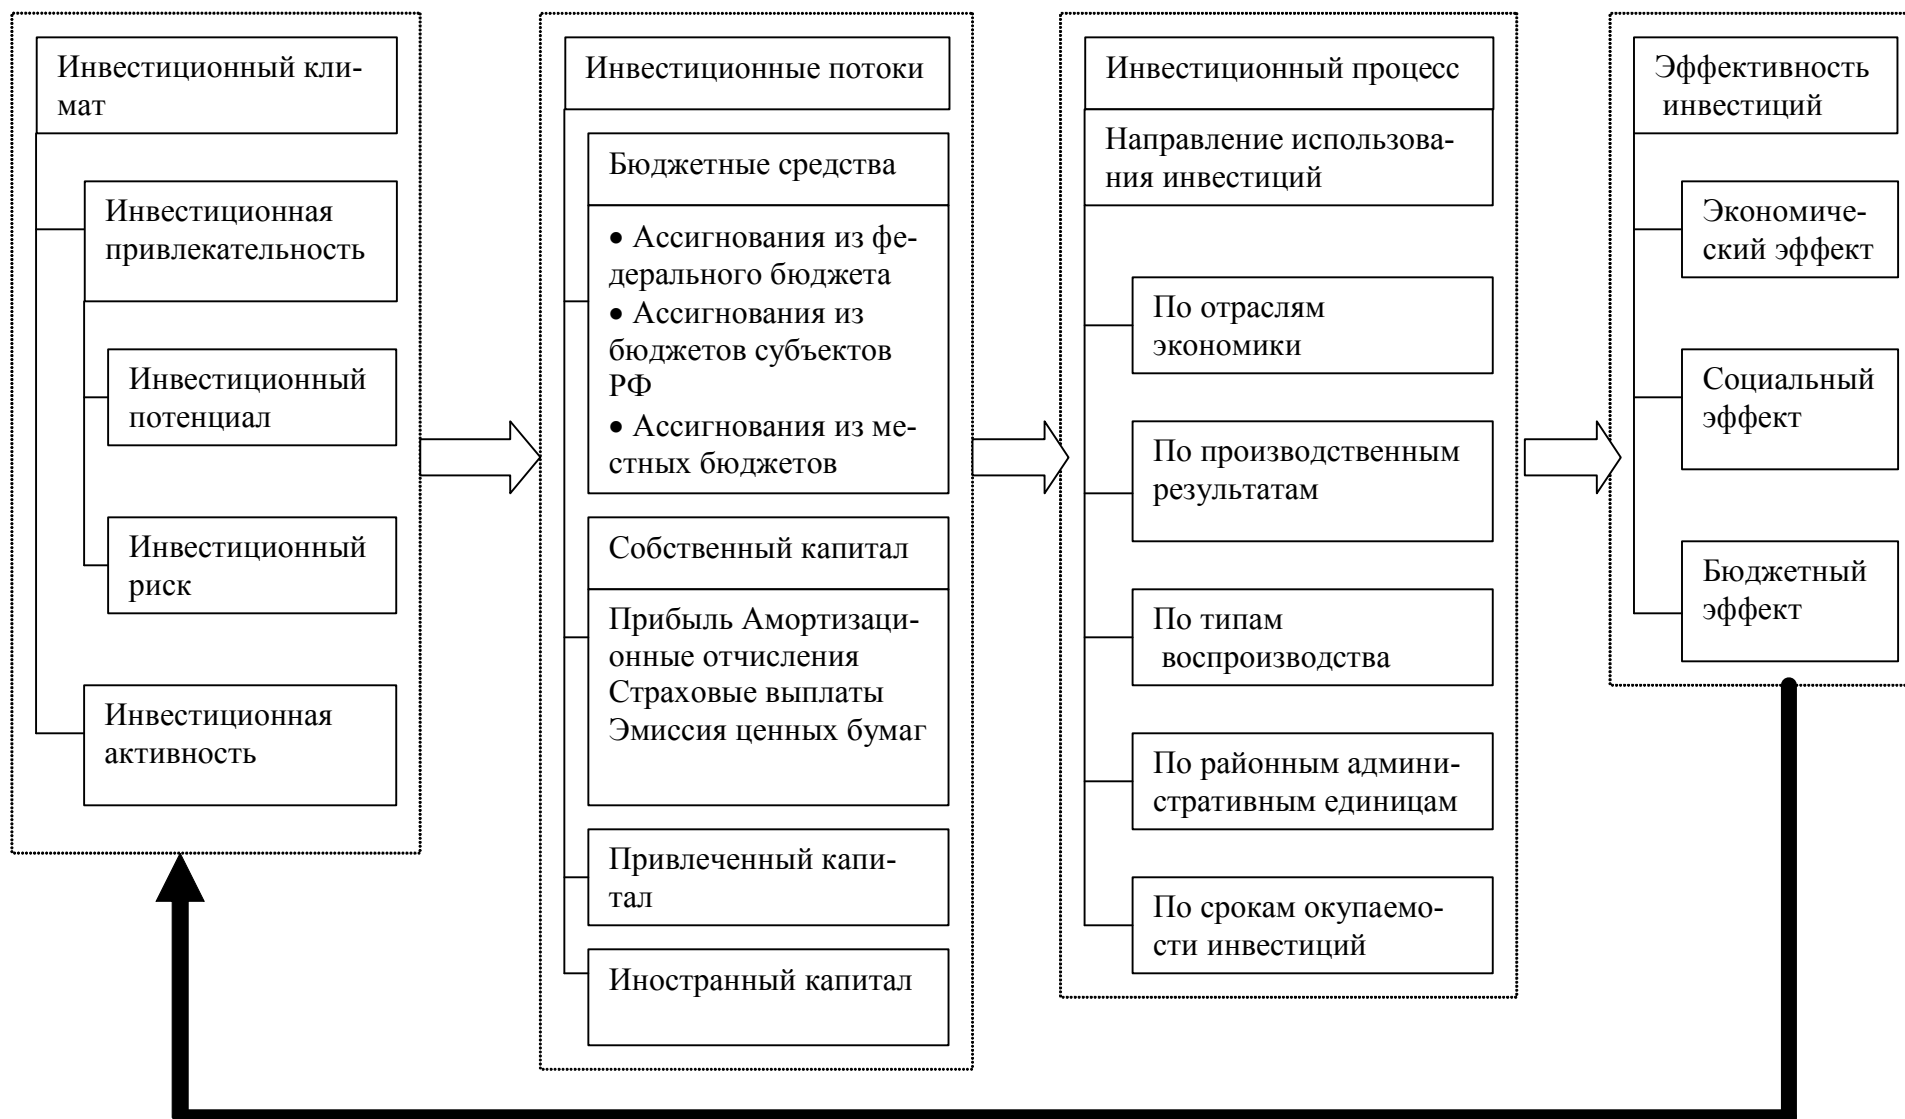 Инвестиционный кли-
мат
Инвестиционная
привлекательность
Инвестиционный
потенциал
Инвестиционный
риск
Инвестиционная
активность
Инвестиционные потоки
Бюджетные средства
• Ассигнования из фе-
дерального бюджета
• Ассигнования из
бюджетов субъектов
РФ
• Ассигнования из ме-
стных бюджетов
Собственный капитал
Прибыль Амортизаци-
онные отчисления
Страховые выплаты
Эмиссия ценных бумаг
Привлеченный капи-
тал
Иностранный капитал
Инвестиционный процесс
Направление использова-
ния инвестиций
По отраслям
экономики
По производственным
результатам
По типам
воспроизводства
По районным админи-
стративным единицам
По срокам окупаемо-
сти инвестиций
Эффективность
инвестиций
Экономиче-
ский эффект
Социальный
эффект
Бюджетный
эффект